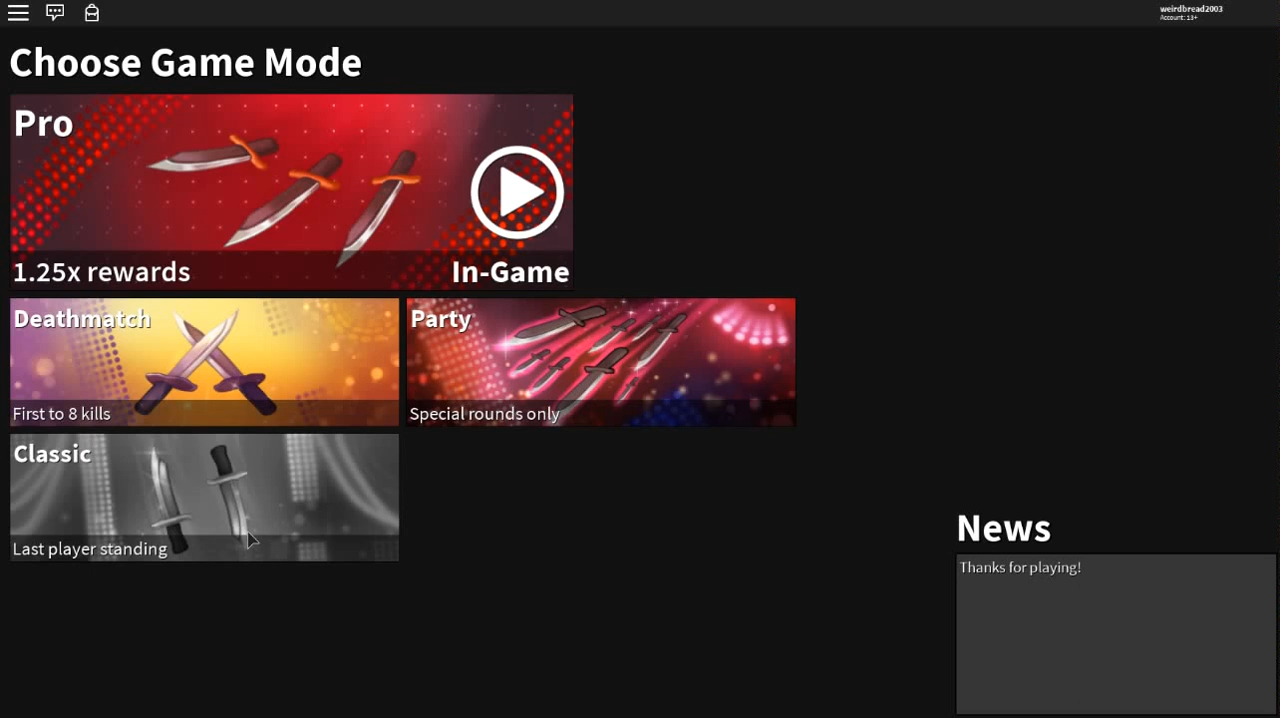 weirdbread2003
Account: 13+
Choose Game Mode
Pro
1.25x rewards
In-Game
Deathmatch
First to 8 kills
Party
Special rounds only
Classic
Last player standing
News
Thanks for playing!